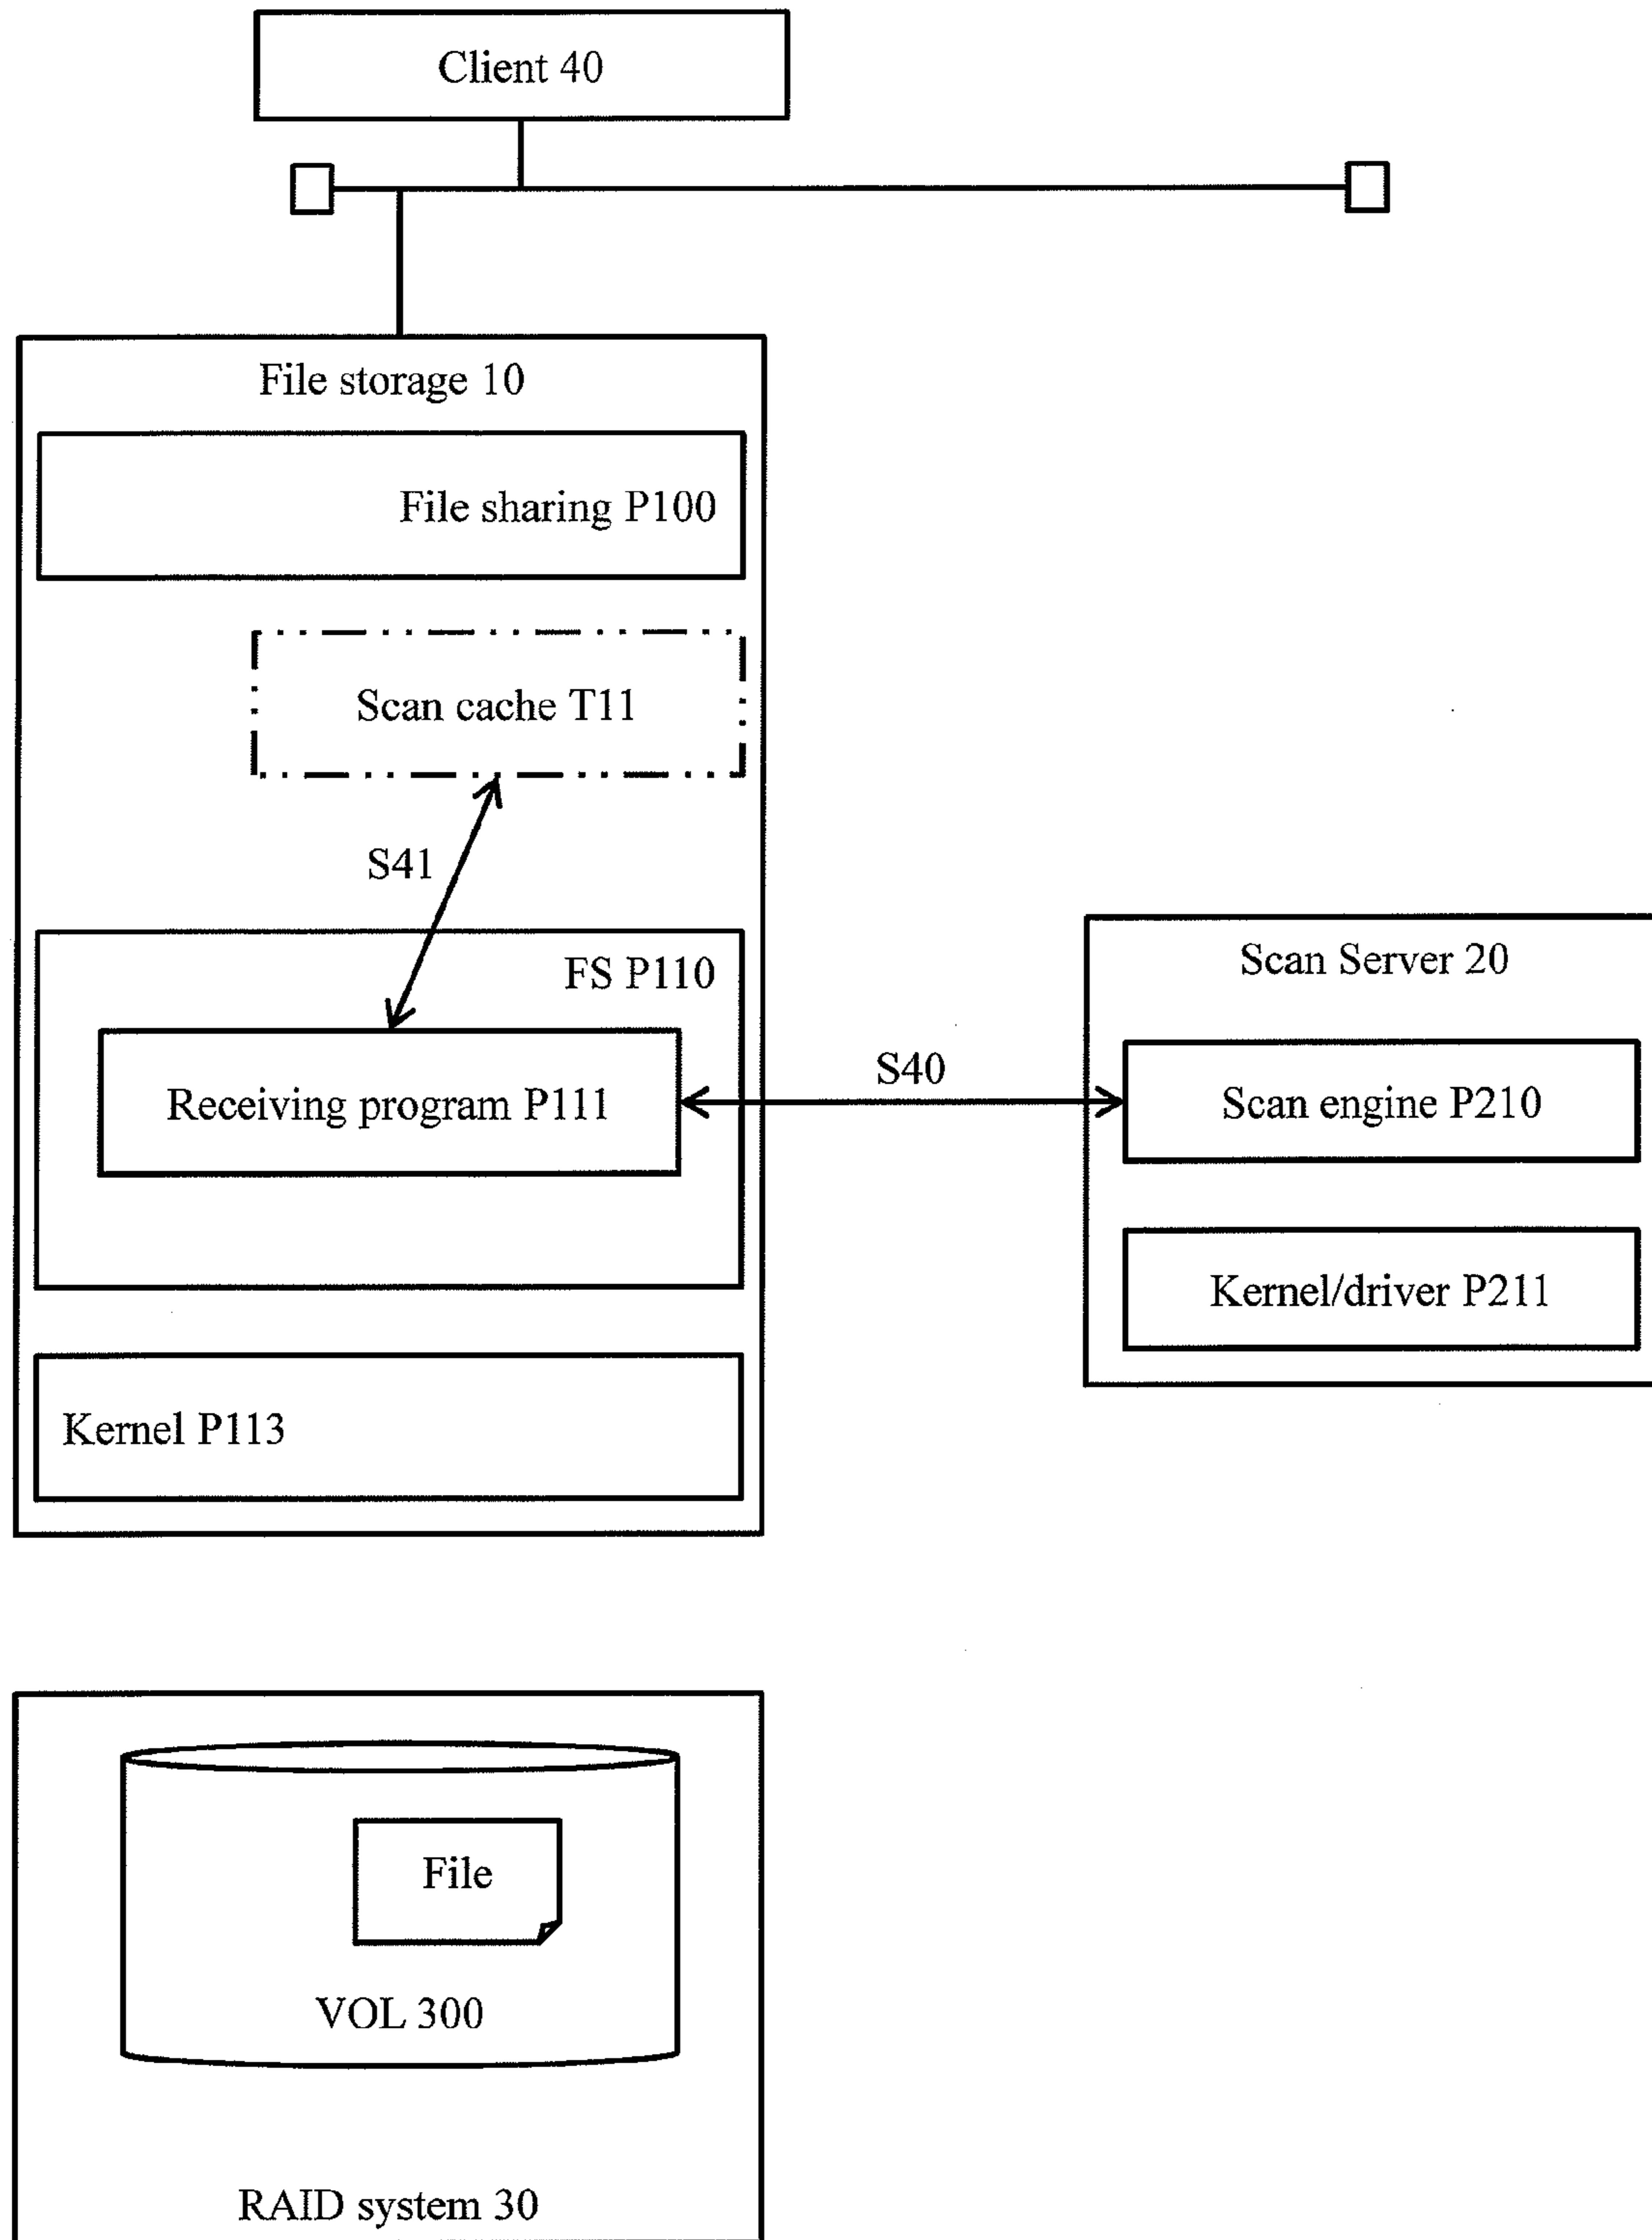 Client 40
File storage 10
File sharing P100
Scan cache T11
S41
FS P110
Receiving program P111
S40
Scan Server 20
Scan engine P210
Kernel/driver P211
Kernel P113
File
VOL 300
RAID system 30